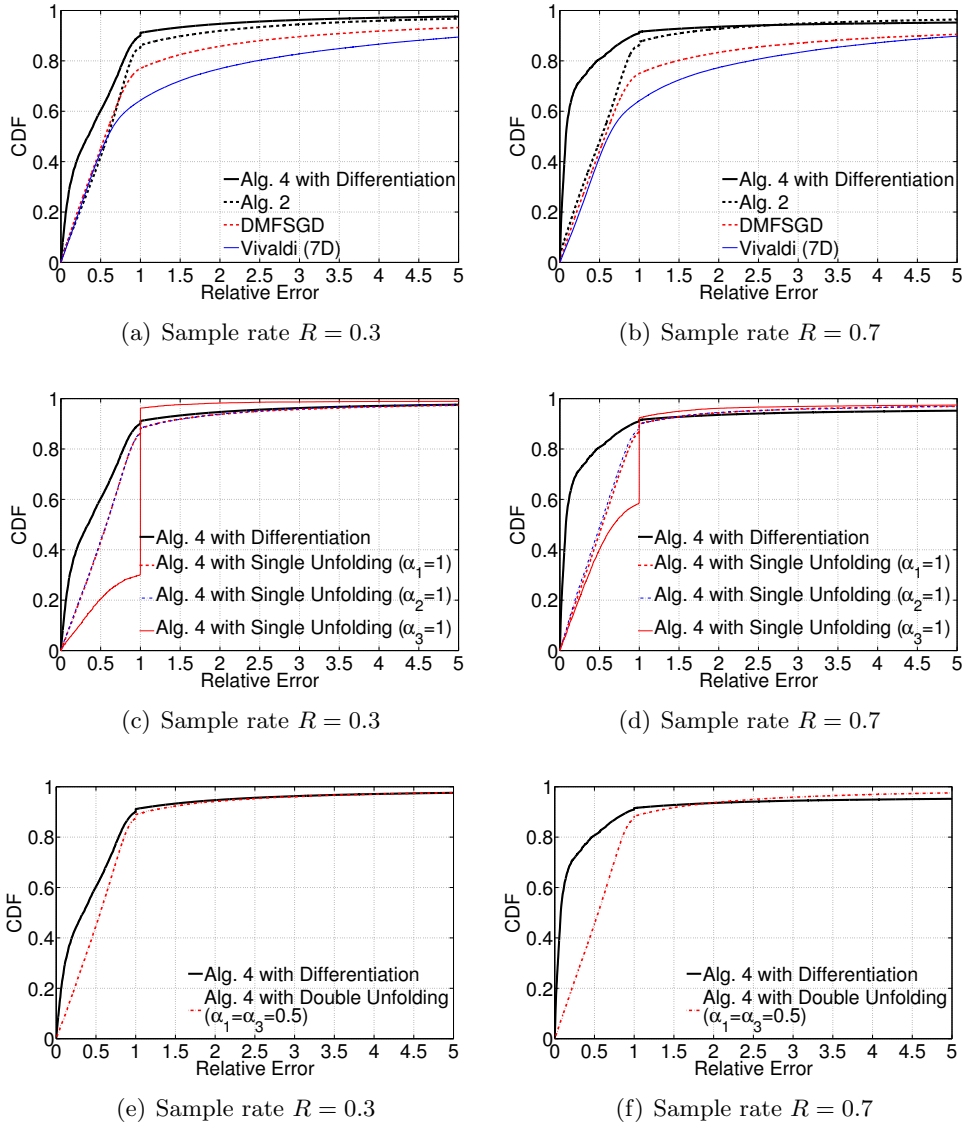 1
0.8
0.6
0.4
0.2
0
CDF
Alg. 4 with Differentiation
Alg. 2
DMFSGD
Vivaldi (7D)
0 0.5 1 1.5 2 2.5 3 3.5 4 4.5 5
Relative Error
(a) Sample rate R = 0.3
1
0.8
0.6
0.4
0.2
0
CDF
Alg. 4 with Differentiation
Alg. 2
DMFSGD
Vivaldi (7D)
0 0.5 1 1.5 2 2.5 3 3.5 4 4.5 5
Relative Error
(b) Sample rate R = 0.7
1
0.8
0.6
0.4
0.2
0
CDF
Alg. 4 with Differentiation
Alg. 4 with Single Unfolding (α₁=1)
Alg. 4 with Single Unfolding (α₂=1)
Alg. 4 with Single Unfolding (α₃=1)
0 0.5 1 1.5 2 2.5 3 3.5 4 4.5 5
Relative Error
(c) Sample rate R = 0.3
1
0.8
0.6
0.4
0.2
0
CDF
Alg. 4 with Differentiation
Alg. 4 with Single Unfolding (α₁=1)
Alg. 4 with Single Unfolding (α₂=1)
Alg. 4 with Single Unfolding (α₃=1)
0 0.5 1 1.5 2 2.5 3 3.5 4 4.5 5
Relative Error
(d) Sample rate R = 0.7
1
0.8
0.6
0.4
0.2
0
CDF
Alg. 4 with Differentiation
Alg. 4 with Double Unfolding
(α₁=α₃=0.5)
0 0.5 1 1.5 2 2.5 3 3.5 4 4.5 5
Relative Error
(e) Sample rate R = 0.3
1
0.8
0.6
0.4
0.2
0
CDF
Alg. 4 with Differentiation
Alg. 4 with Double Unfolding
(α₁=α₃=0.5)
0 0.5 1 1.5 2 2.5 3 3.5 4 4.5 5
Relative Error
(f) Sample rate R = 0.7